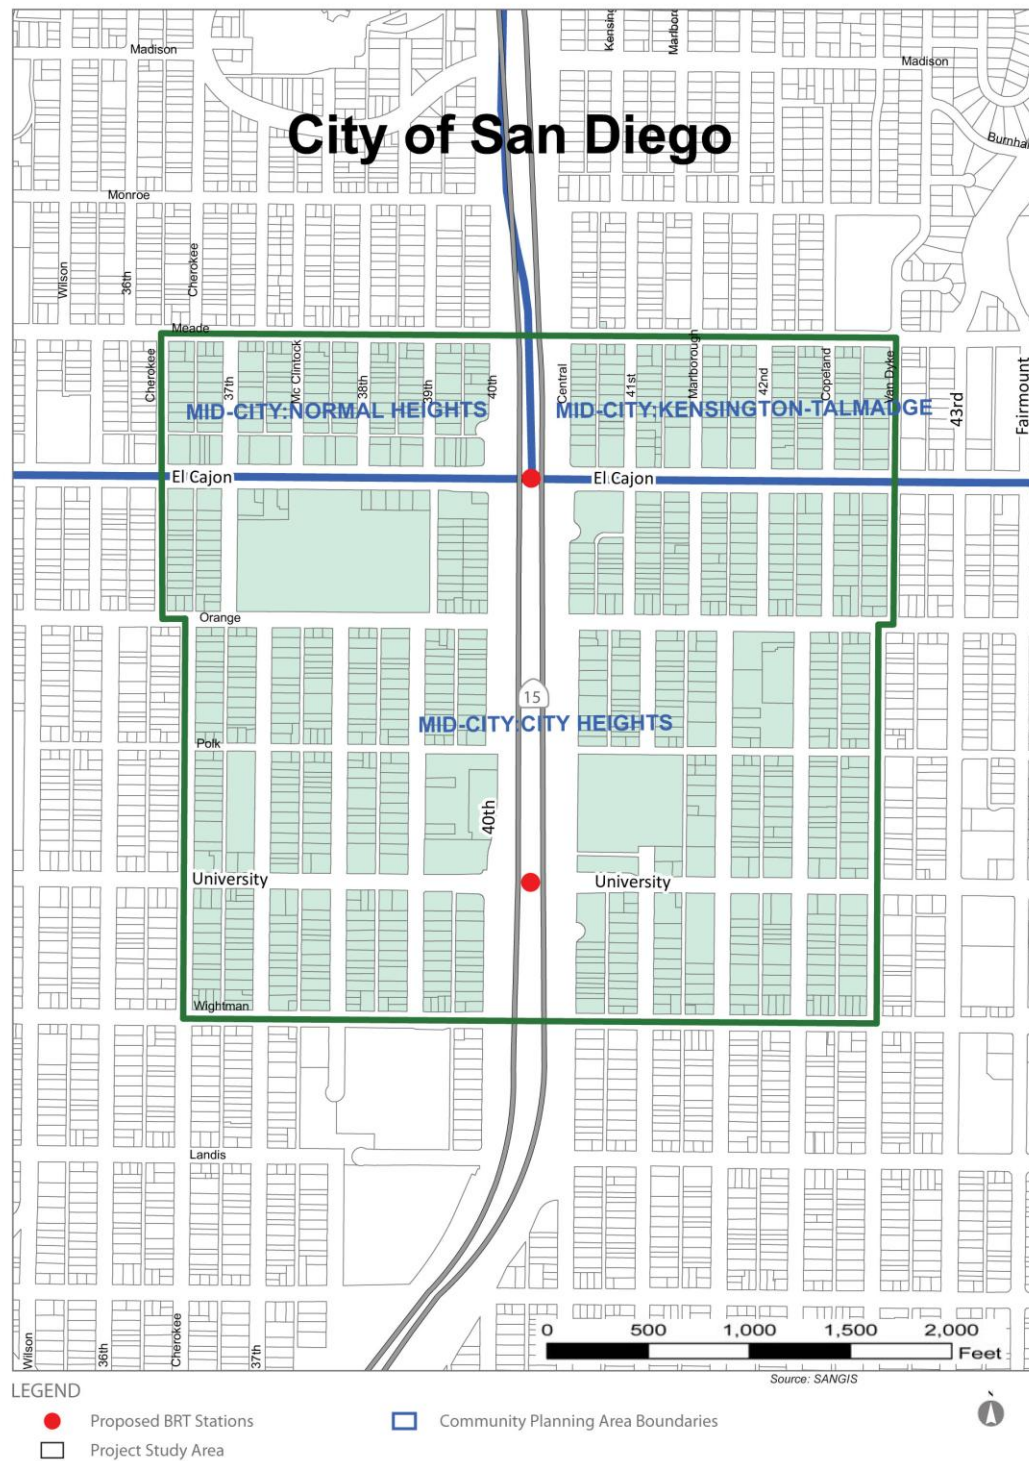 Kensing
Marlboro
Madison
Madison
City of San Diego
Burnha
Monroe
Wilson
36th
Cherokee
Meade
Cherokee
37th
Mc Clintock
38th
39th
40th
Central
41st
Marlborough
42nd
Copeland
Van Dyke
43rd
Fairmount
MID-CITY:NORMAL HEIGHTS
MID-CITY:KENSINGTON-TALMADGE
El Cajon
El Cajon
Orange
15
MID-CITY:CITY HEIGHTS
Polk
40th
University
University
Wightman
Landis
Wilson
36th
Cherokee
37th
0 500 1,000 1,500 2,000
Feet
Source: SANGIS
LEGEND
Proposed BRT Stations
Community Planning Area Boundaries
Project Study Area